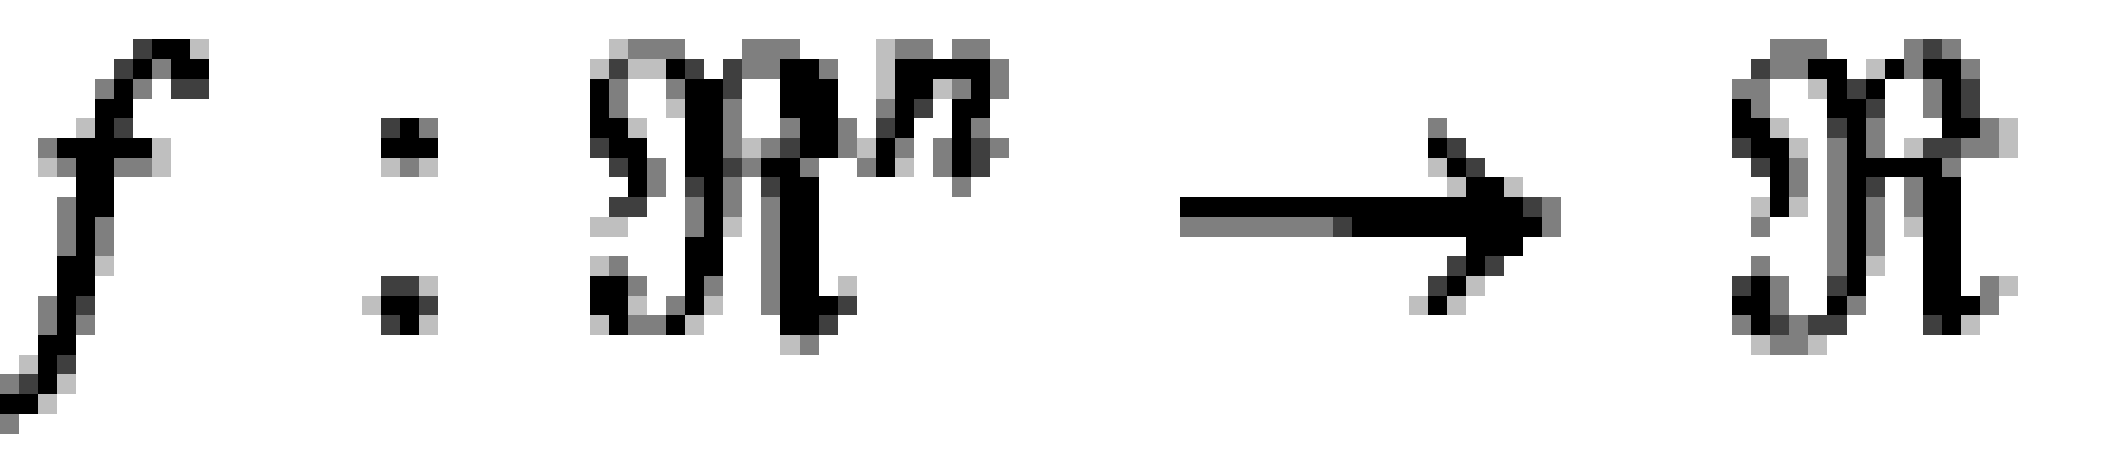 f : ℜⁿ → ℜ